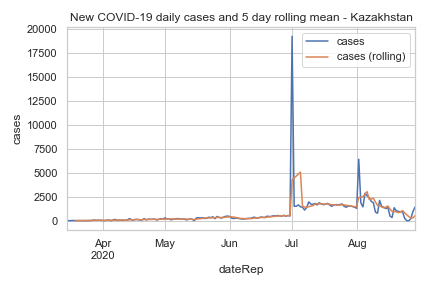 New COVID-19 daily cases and 5 day rolling mean - Kazakhstan
cases
cases (rolling)
20000
17500
15000
12500
10000
7500
5000
2500
0
cases
Apr
2020
May
Jun
Jul
Aug
dateRep